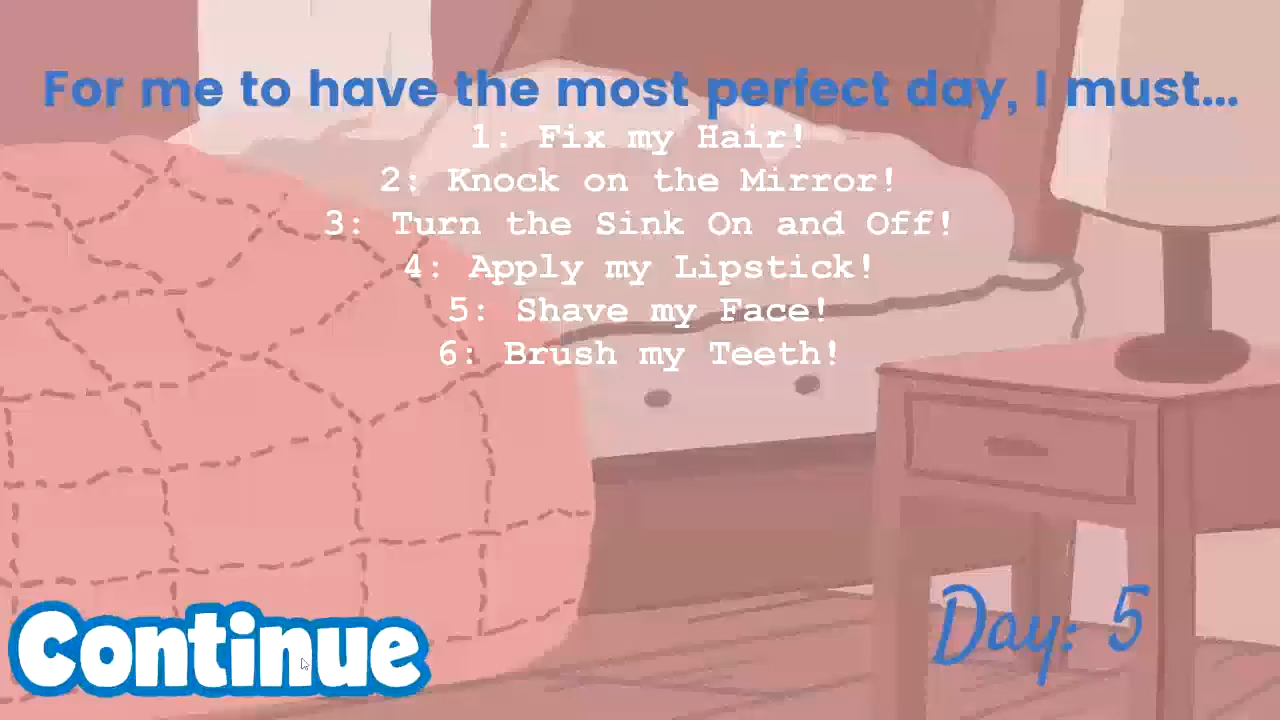 For me to have the most perfect day, I must...
1: Fix my Hair!
2: Knock on the Mirror!
3: Turn the Sink On and Off!
4: Apply my Lipstick!
5: Shave my Face!
6: Brush my Teeth!
Continue
Day: 5